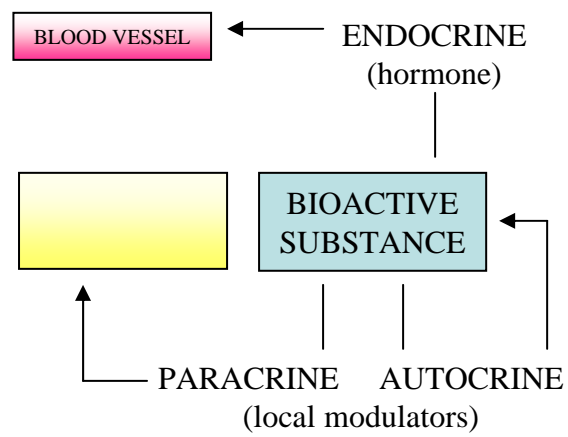 BLOOD VESSEL
ENDOCRINE
(hormone)
BIOACTIVE
SUBSTANCE
PARACRINE
AUTOCRINE
(local modulators)